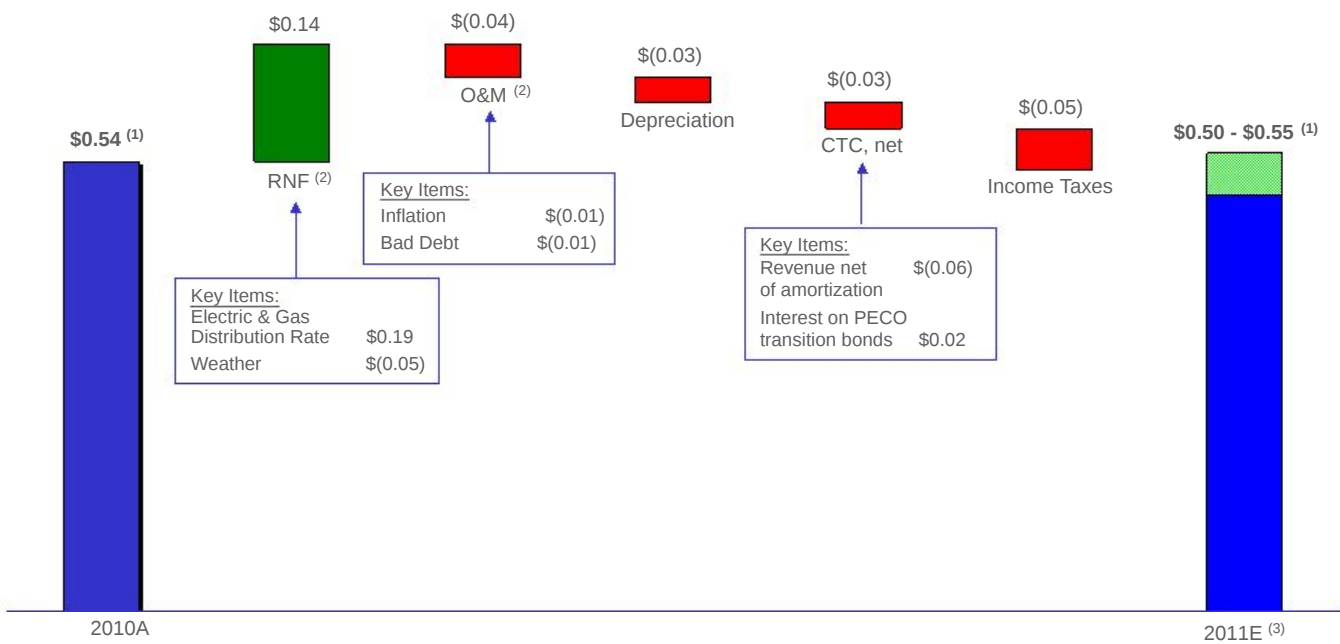 $0.54 (1)
2010A
$0.14
RNF (2)
Key Items:
Electric & Gas
Distribution Rate $0.19
Weather $(0.05)
$(0.04)
O&M (2)
Key Items:
Inflation $(0.01)
Bad Debt $(0.01)
$(0.03)
Depreciation
$(0.03)
CTC, net
Key Items:
Revenue net $(0.06)
of amortization
Interest on PECO
transition bonds $0.02
$(0.05)
Income Taxes
$0.50 - $0.55 (1)
2011E (3)